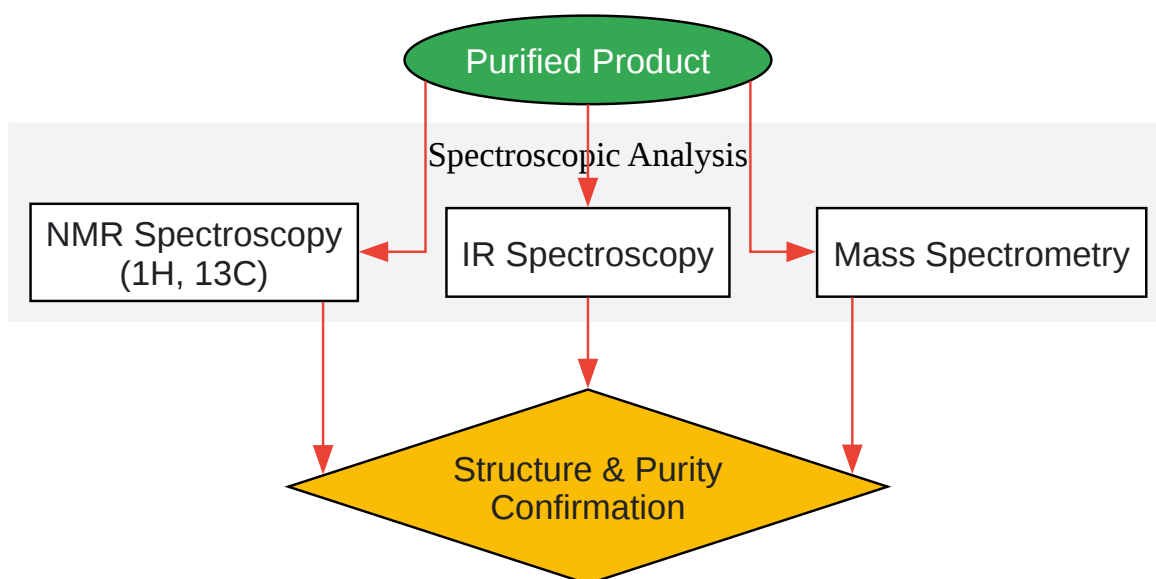 Purified Product
Spectroscopic Analysis
NMR Spectroscopy
(1H, 13C)
IR Spectroscopy
Mass Spectrometry
Structure & Purity
Confirmation